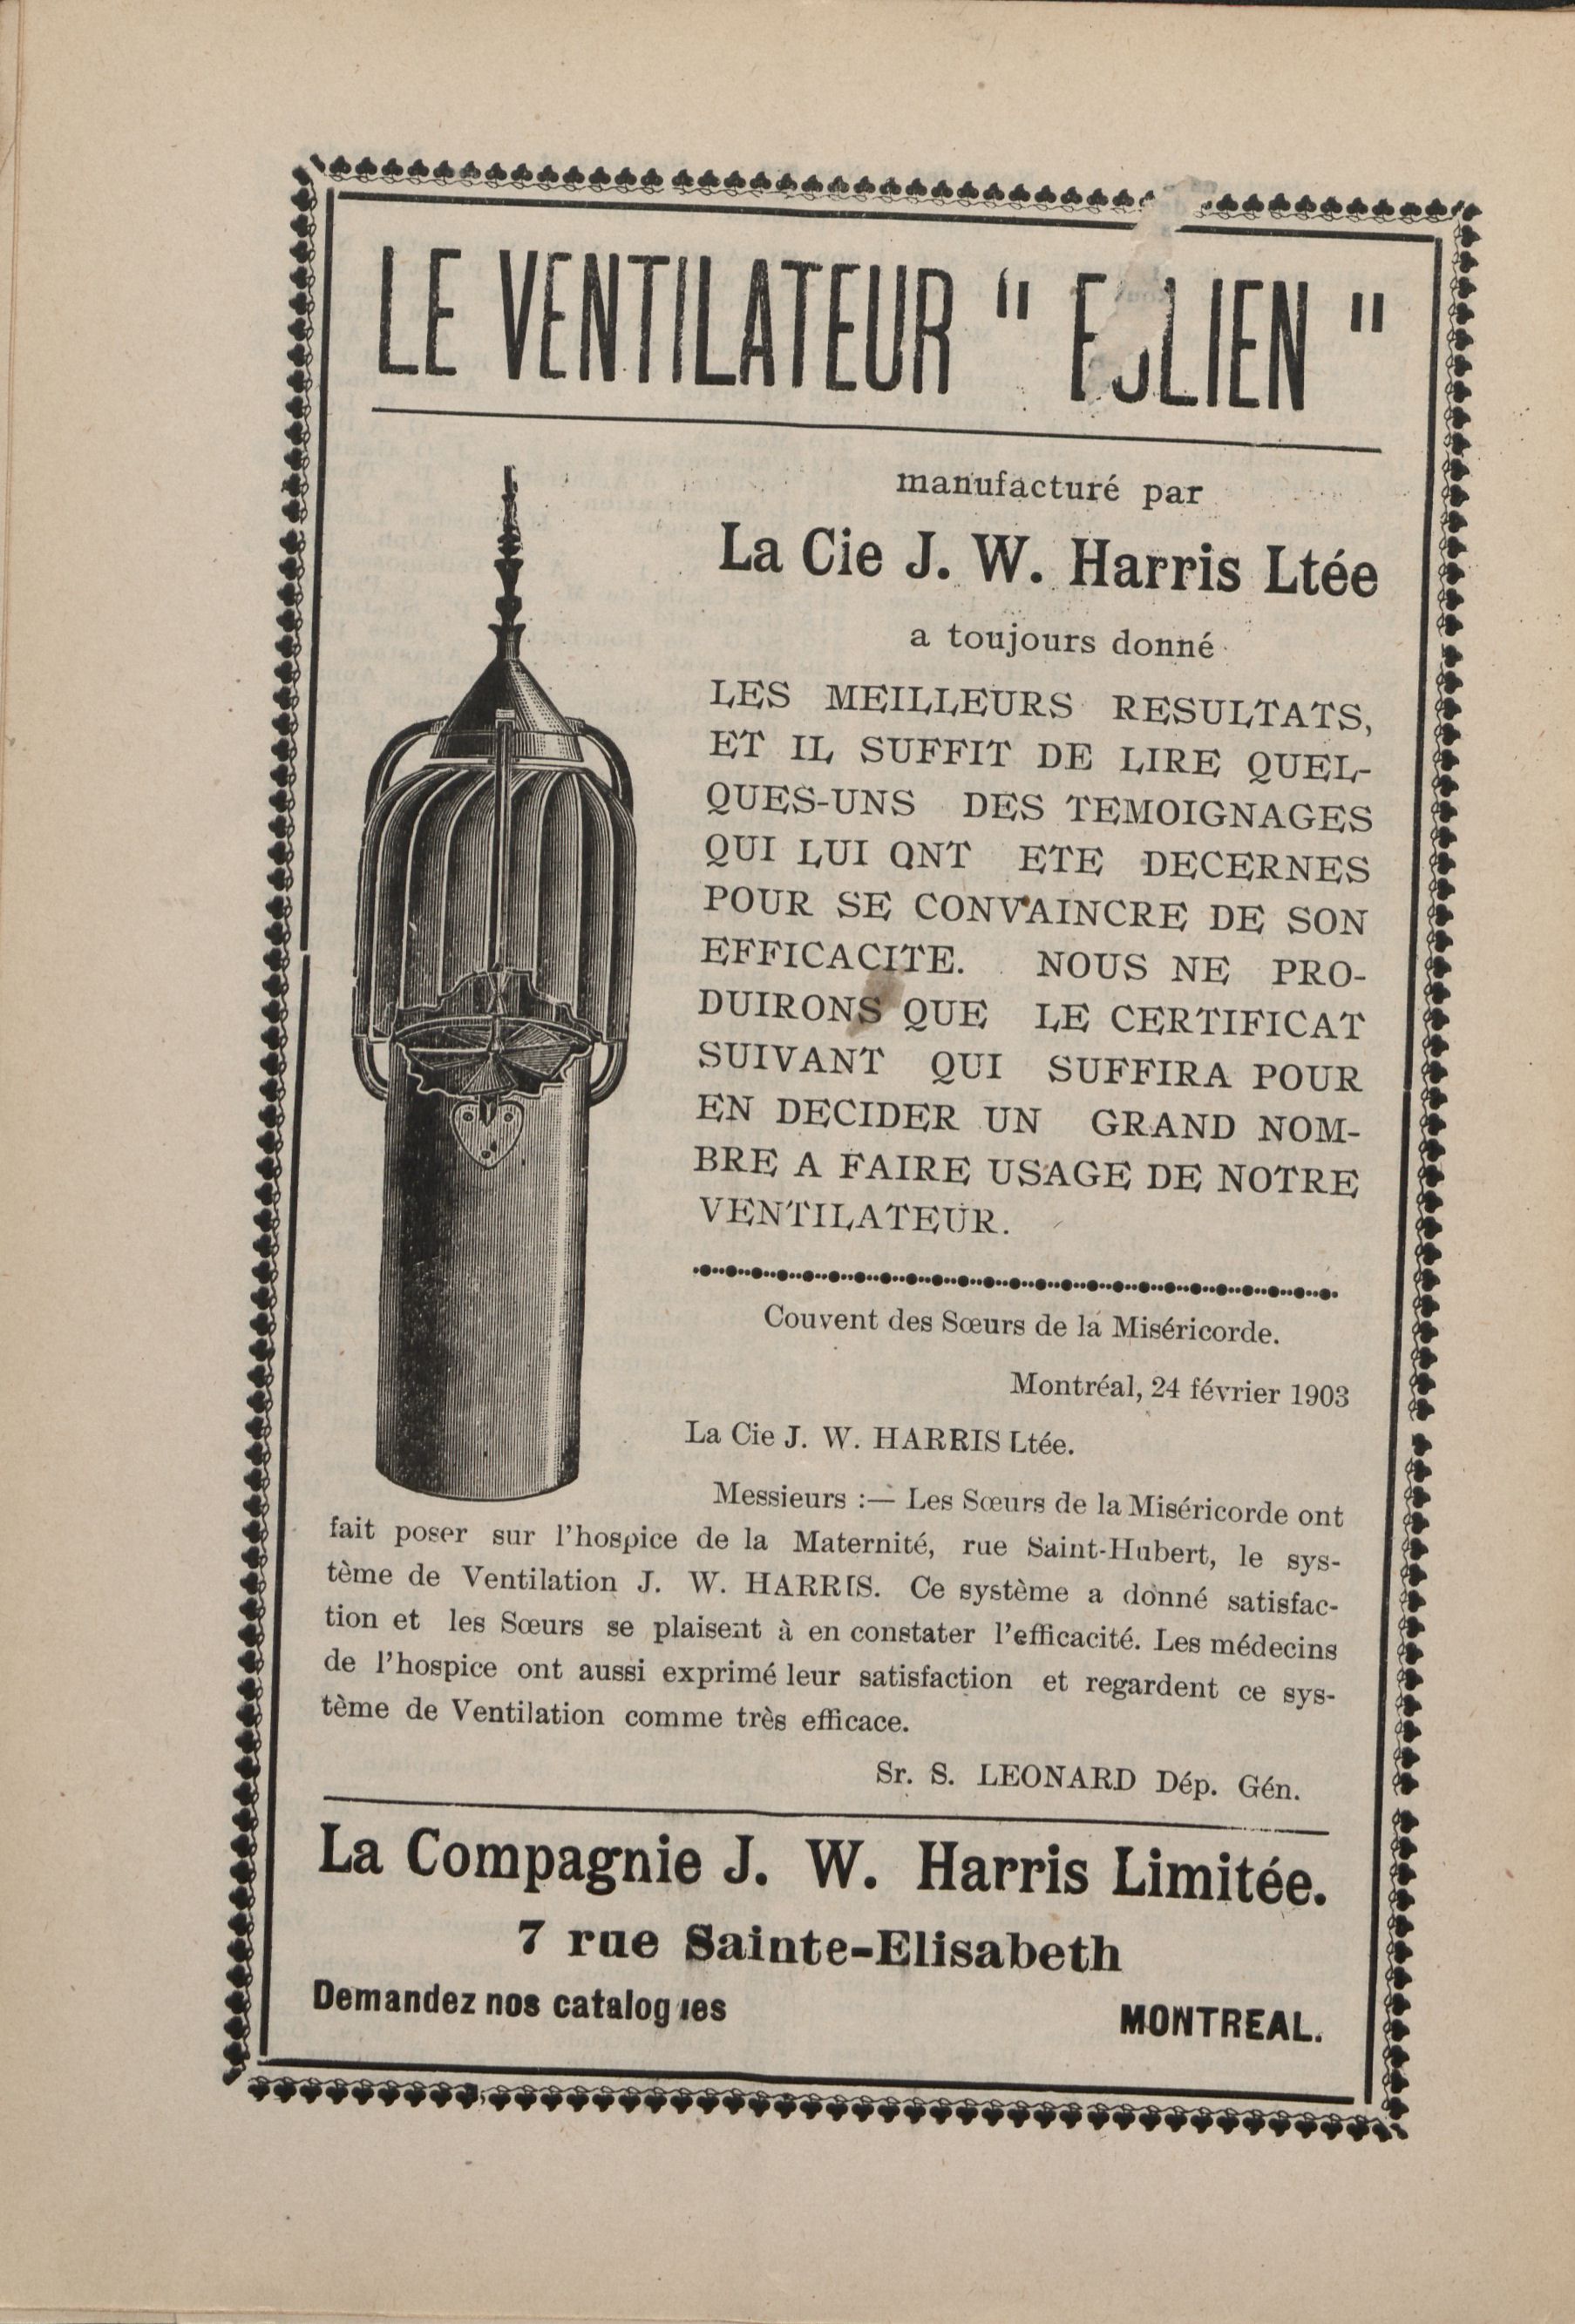 LE VENTILATEUR " EOLIEN "
manufacturé par
La Cie J. W. Harris Ltée
a toujours donné
LES MEILLEURS RESULTATS,
ET IL SUFFIT DE LIRE QUEL-
QUES-UNS DES TEMOIGNAGES
QUI LUI ONT ETE DECERNES
POUR SE CONVAINCRE DE SON
EFFICACITE. NOUS NE PRO-
DUIRONS QUE LE CERTIFICAT
SUIVANT QUI SUFFIRA POUR
EN DECIDER UN GRAND NOM-
BRE A FAIRE USAGE DE NOTRE
VENTILATEUR.
Couvent des Sœurs de la Miséricorde.
Montréal, 24 février 1903
La Cie J. W. HARRIS Ltée.
Messieurs :— Les Sœurs de la Miséricorde ont
fait poser sur l'hospice de la Maternité, rue Saint-Hubert, le sys-
tème de Ventilation J. W. HARRIS. Ce système a donné satisfac-
tion et les Sœurs se plaisent à en constater l'efficacité. Les médecins
de l'hospice ont aussi exprimé leur satisfaction et regardent ce sys-
tème de Ventilation comme très efficace.
Sr. S. LEONARD Dép. Gén.
La Compagnie J. W. Harris Limitée.
7 rue Sainte-Elisabeth
Demandez nos catalogues
MONTREAL.